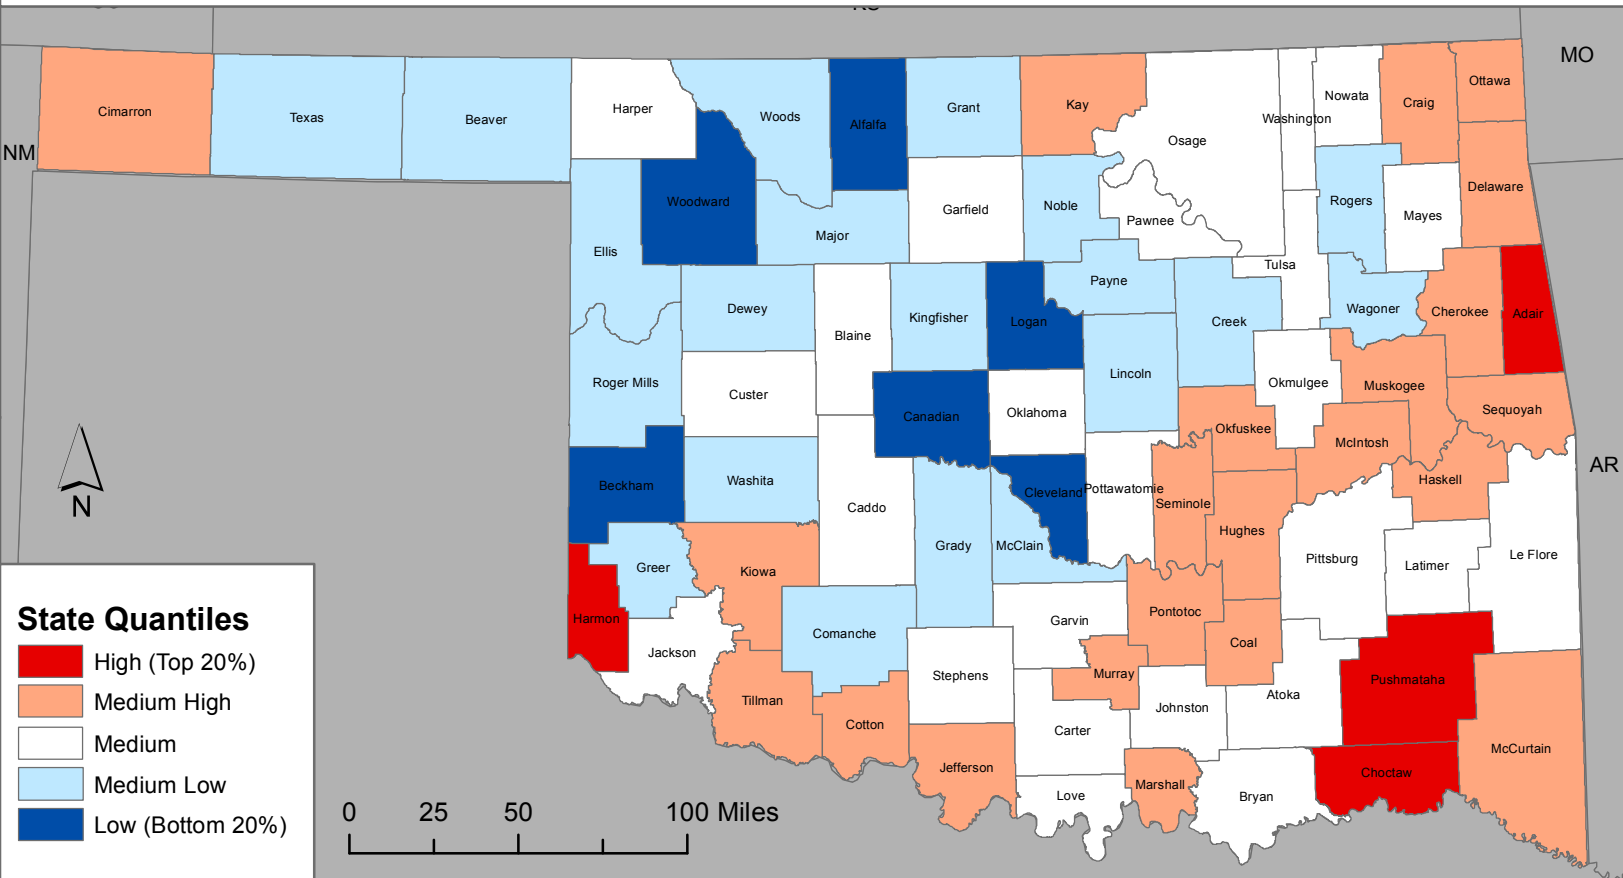 MO
NM
AR
Cimarron
Texas
Beaver
Harper
Woods
Alfalfa
Grant
Kay
Osage
Washington
Nowata
Craig
Ottawa
Woodward
Ellis
Major
Garfield
Noble
Pawnee
Rogers
Mayes
Delaware
Dewey
Blaine
Kingfisher
Logan
Payne
Creek
Tulsa
Wagoner
Cherokee
Adair
Roger Mills
Custer
Canadian
Oklahoma
Lincoln
Okmulgee
Muskogee
Sequoyah
Okfuskee
McIntosh
Beckham
Washita
Caddo
Cleveland
Pottawatomie
Seminole
Haskell
Grady
McClain
Hughes
Pittsburg
Latimer
Le Flore
Greer
Kiowa
Harmon
Jackson
Comanche
Garvin
Pontotoc
Coal
Stephens
Murray
Johnston
Atoka
Pushmataha
Tillman
Cotton
Carter
McCurtain
Jefferson
Love
Marshall
Bryan
Choctaw
N
State Quantiles
High (Top 20%)
Medium High
Medium
Medium Low
Low (Bottom 20%)
0 25 50 100 Miles